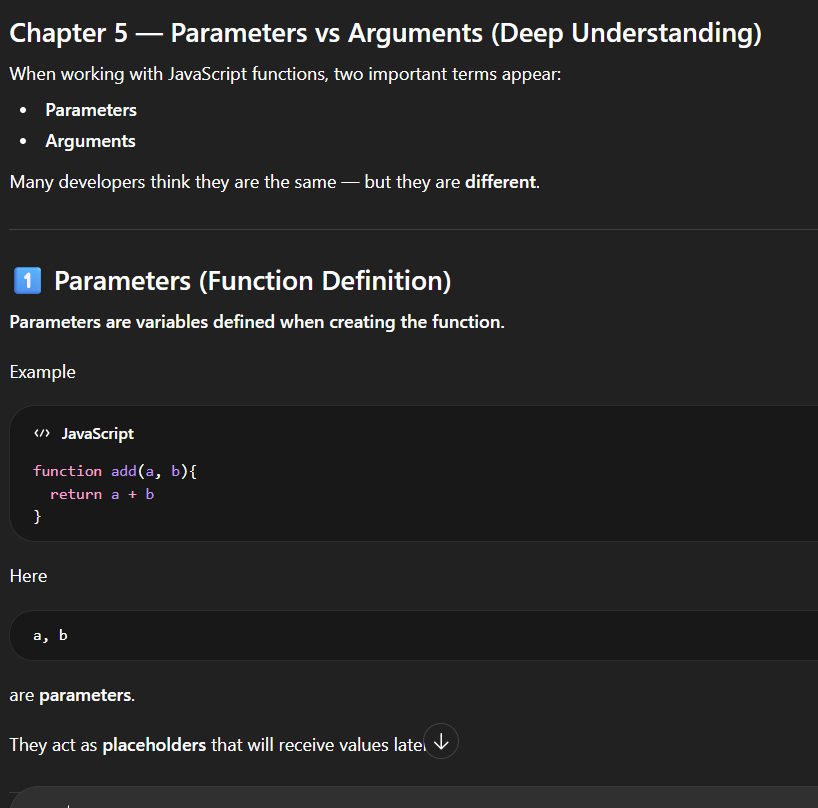 Chapter 5 — Parameters vs Arguments (Deep Understanding)
When working with JavaScript functions, two important terms appear:
• Parameters
• Arguments
Many developers think they are the same — but they are different.
1️⃣ Parameters (Function Definition)
Parameters are variables defined when creating the function.
Example
</> JavaScript
function add(a, b){
  return a + b
}
Here
a, b
are parameters.
They act as placeholders that will receive values